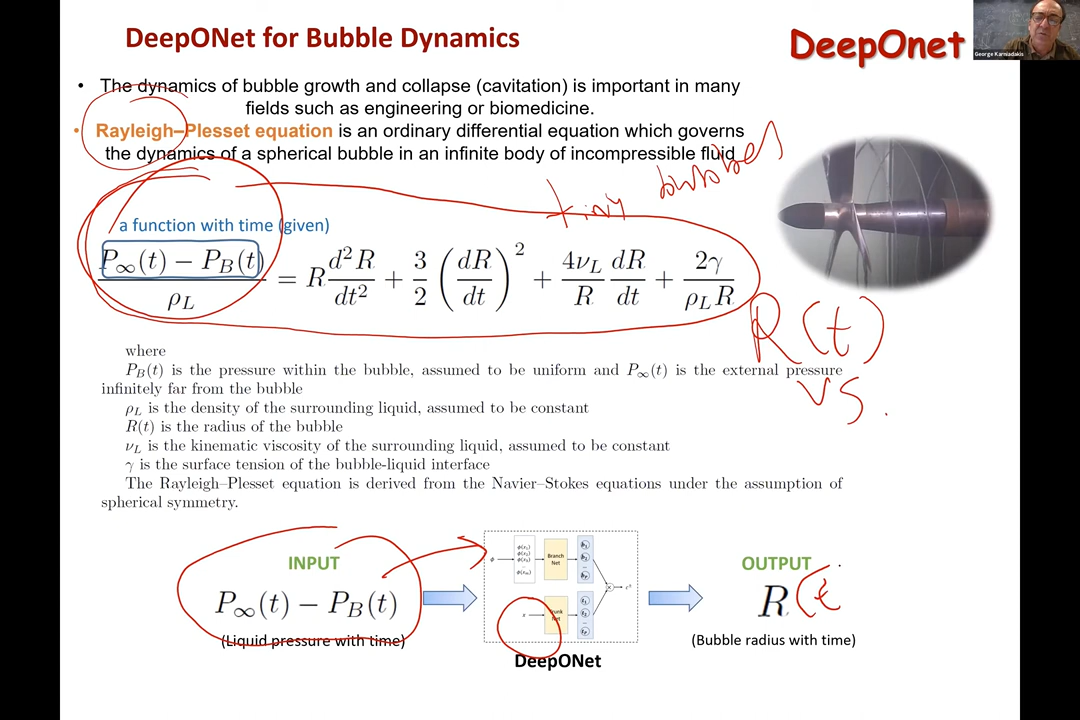 DeepONet for Bubble Dynamics
DeepOnet
George Karniadakis
• The dynamics of bubble growth and collapse (cavitation) is important in many
fields such as engineering or biomedicine.
• Rayleigh–Plesset equation is an ordinary differential equation which governs
the dynamics of a spherical bubble in an infinite body of incompressible fluid
tiny bubbles
a function with time (given)
P∞(t) − PB(t) / ρL = R d²R/dt² + 3/2 (dR/dt)² + 4νL/R dR/dt + 2γ/ρLR
R(t)
vs.
where
PB(t) is the pressure within the bubble, assumed to be uniform and P∞(t) is the external pressure
infinitely far from the bubble
ρL is the density of the surrounding liquid, assumed to be constant
R(t) is the radius of the bubble
νL is the kinematic viscosity of the surrounding liquid, assumed to be constant
γ is the surface tension of the bubble-liquid interface
The Rayleigh–Plesset equation is derived from the Navier–Stokes equations under the assumption of
spherical symmetry.
INPUT
P∞(t) − PB(t)
(Liquid pressure with time)
Branch
Net
DeepONet
OUTPUT
R(t
(Bubble radius with time)